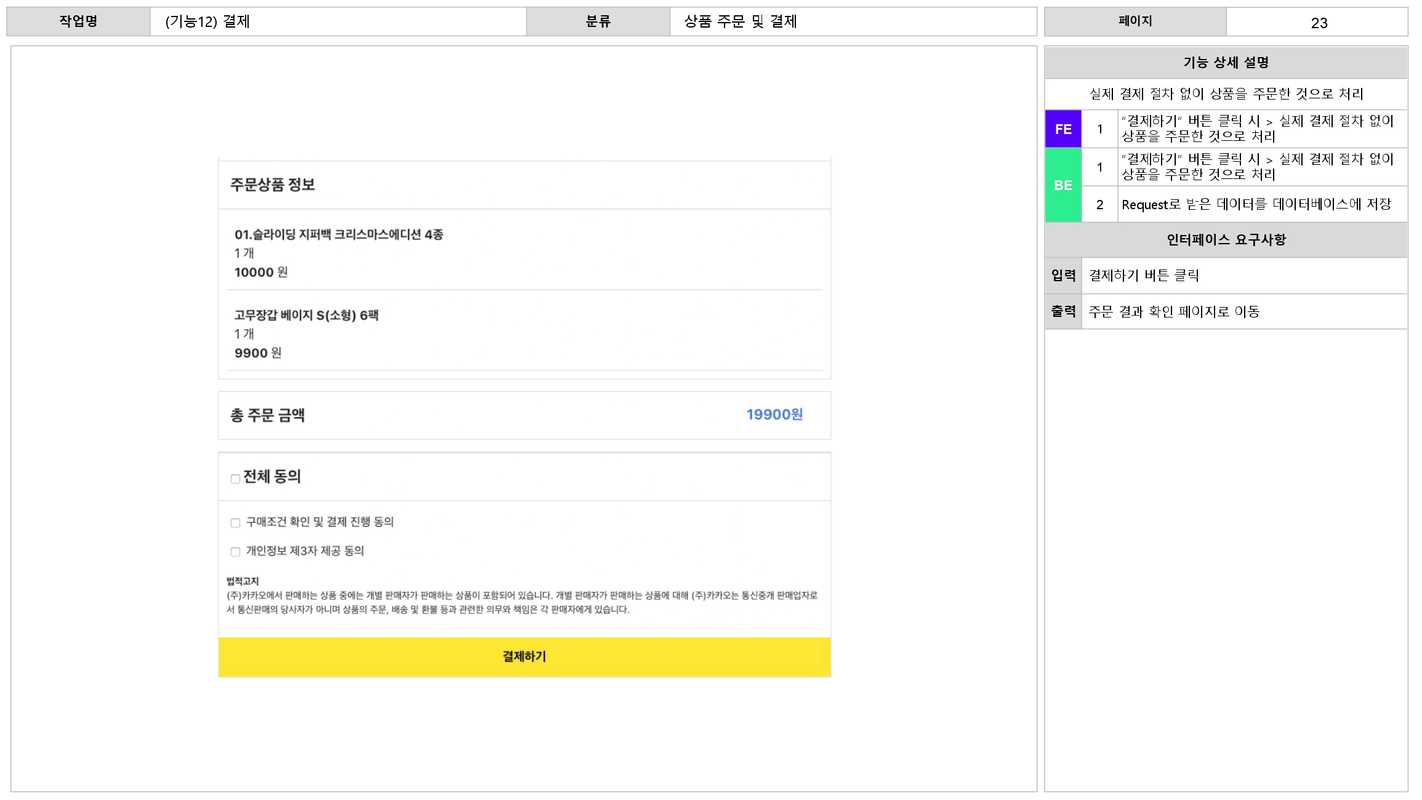 작업명 (기능12) 결제 분류 상품 주문 및 결제 페이지 23
주문상품 정보
01.슬라이딩 지퍼백 크리스마스에디션 4종
1 개
10000 원
고무장갑 베이지 S(소형) 6팩
1 개
9900 원
총 주문 금액 19900원
전체 동의
구매조건 확인 및 결제 진행 동의
개인정보 제3자 제공 동의
법적고지
(주)카카오에서 판매하는 상품 중에는 개별 판매자가 판매하는 상품이 포함되어 있습니다. 개별 판매자가 판매하는 상품에 대해 (주)카카오는 통신중개 판매업자로
서 통신판매의 당사자가 아니며 상품의 주문, 배송 및 환불 등과 관련한 의무와 책임은 각 판매자에게 있습니다.
결제하기
기능 상세 설명
실제 결제 절차 없이 상품을 주문한 것으로 처리
FE 1 "결제하기" 버튼 클릭 시 > 실제 결제 절차 없이
상품을 주문한 것으로 처리
BE 1 "결제하기" 버튼 클릭 시 > 실제 결제 절차 없이
상품을 주문한 것으로 처리
2 Request로 받은 데이터를 데이터베이스에 저장
인터페이스 요구사항
입력 결제하기 버튼 클릭
출력 주문 결과 확인 페이지로 이동